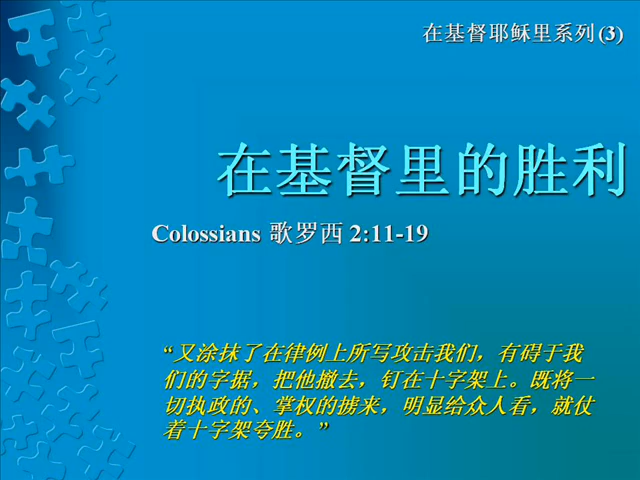 在基督耶稣里系列(3)
在基督里的胜利
Colossians 歌罗西 2:11-19
“又涂抹了在律例上所写攻击我们，有碍于我
们的字据，把他撤去，钉在十字架上。既将一
切执政的、掌权的掳来，明显给众人看，就仗
着十字架夸胜。”